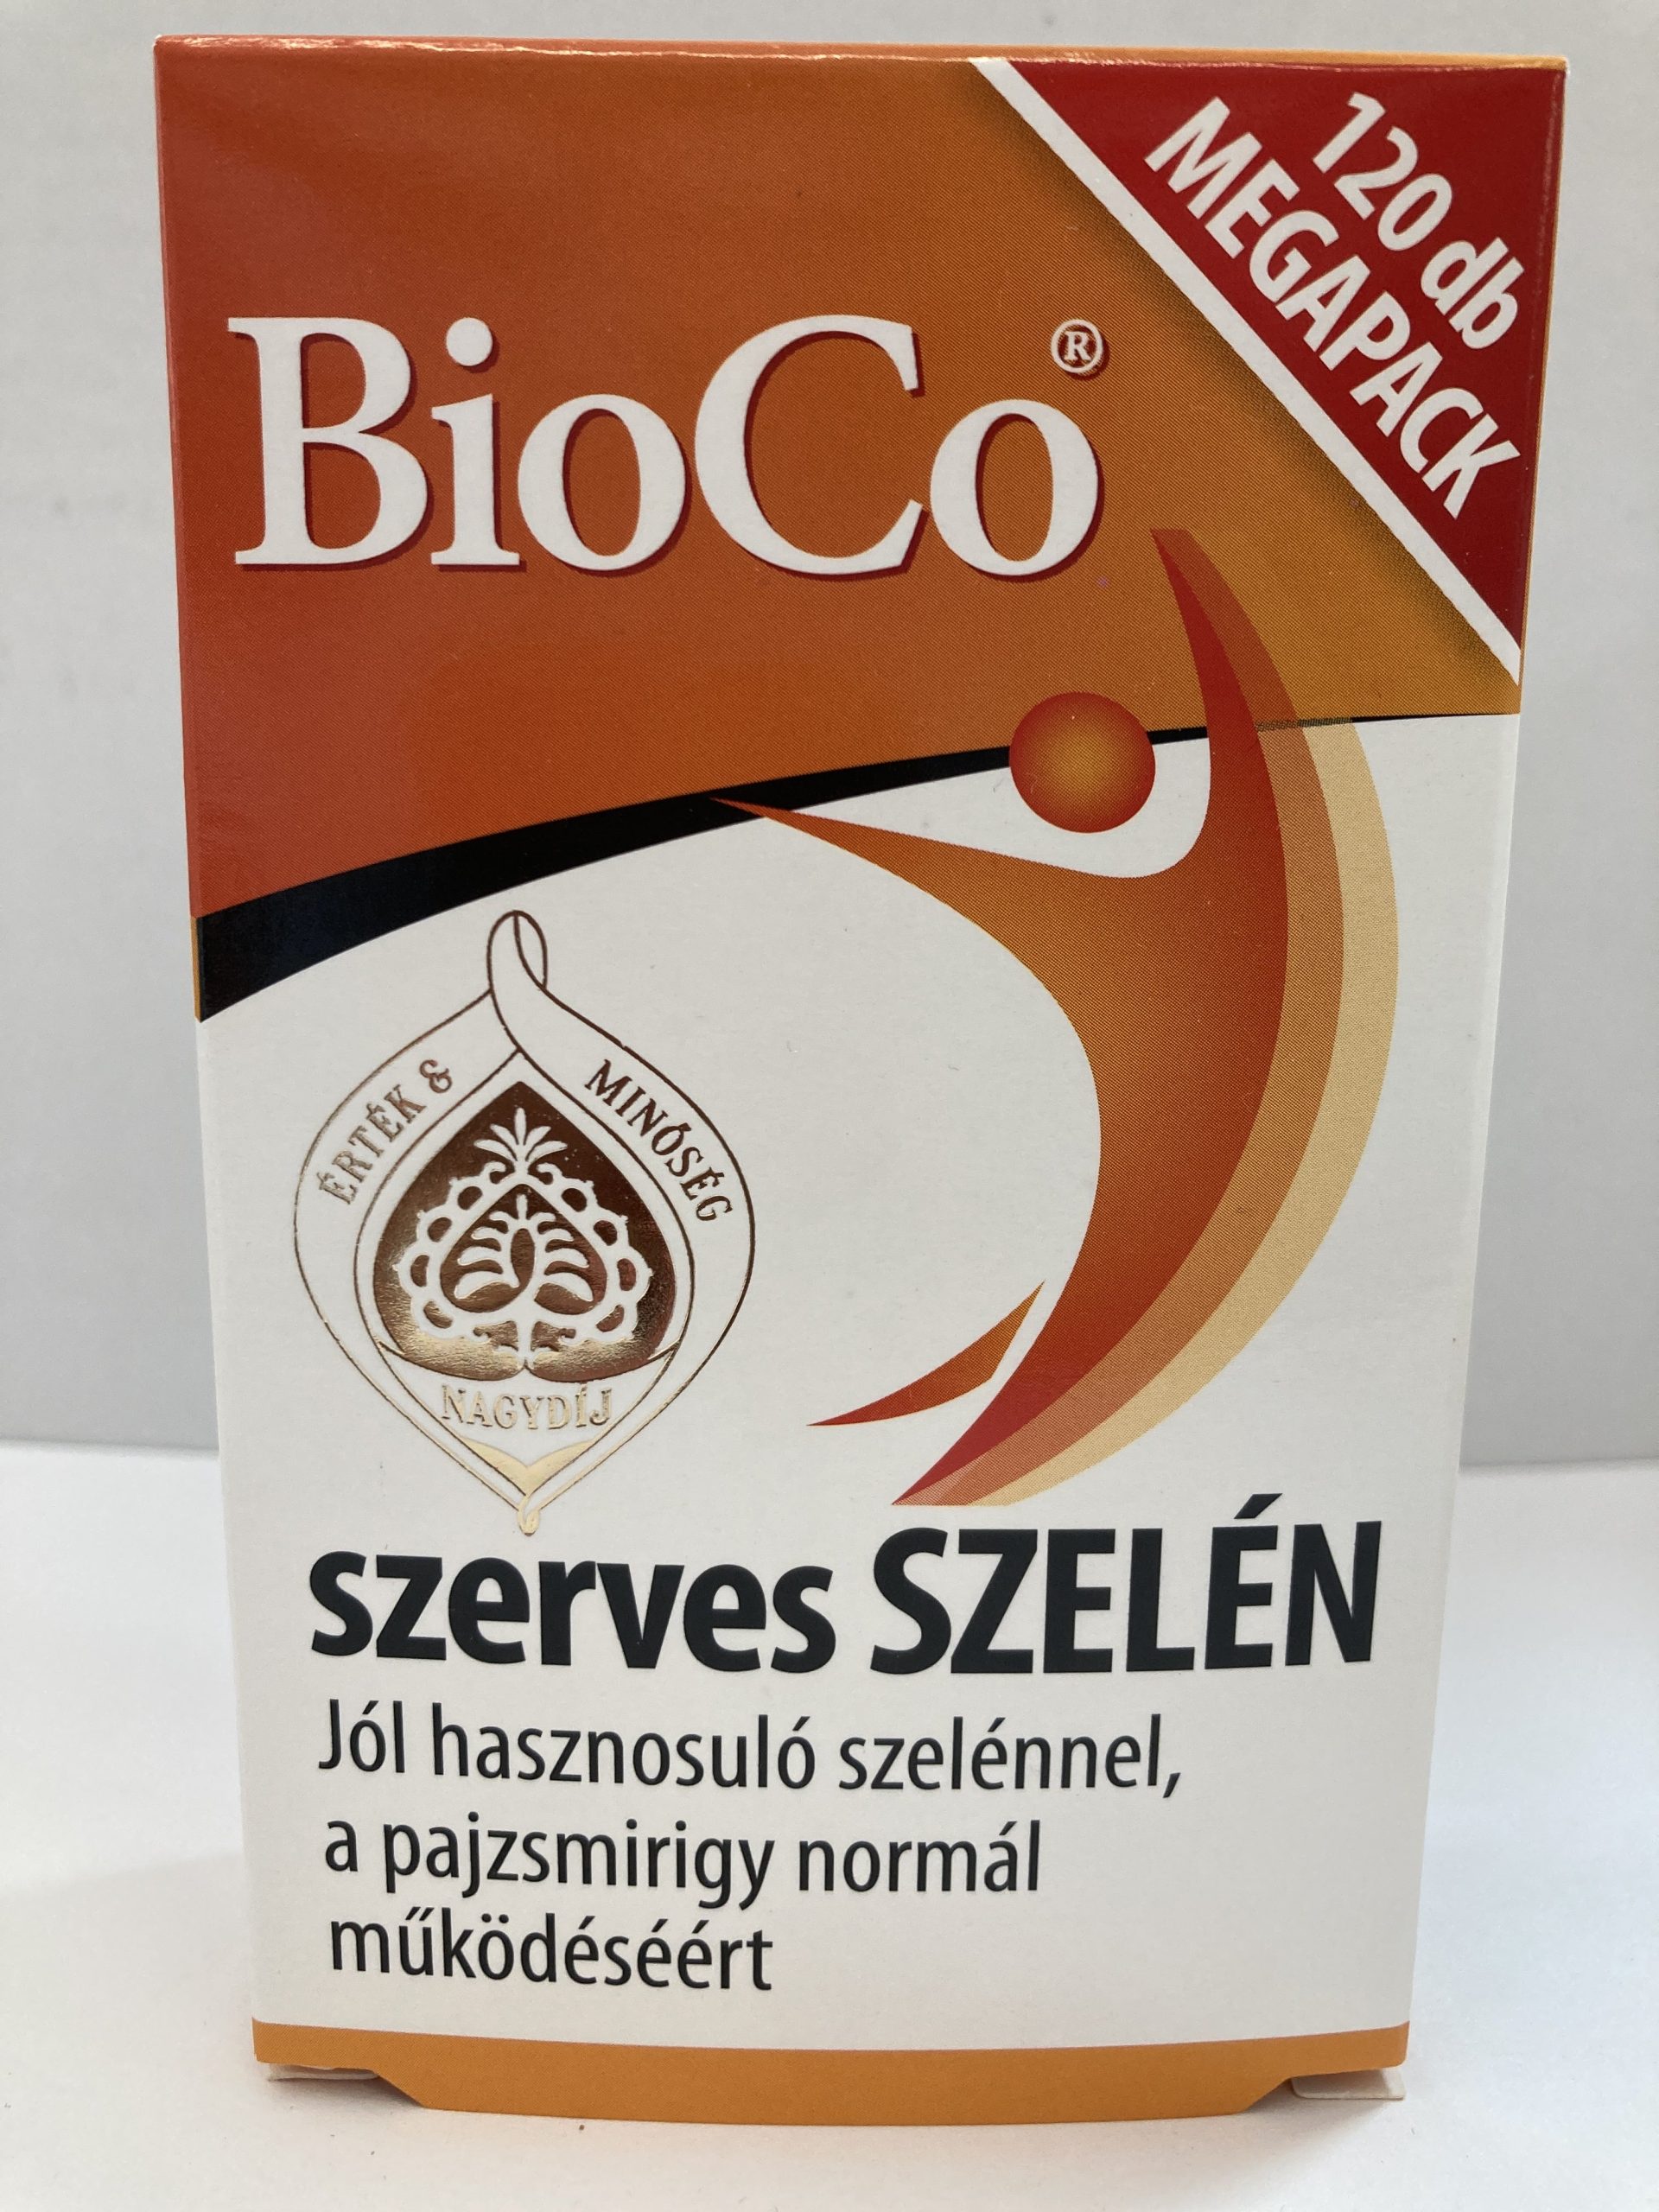 120 db
MEGAPACK
BioCo®
ÉRTÉK & MINŐSÉG
NAGYDÍJ
szerves SZELÉN
Jól hasznosuló szelénnel,
a pajzsmirigy normál
működéséért